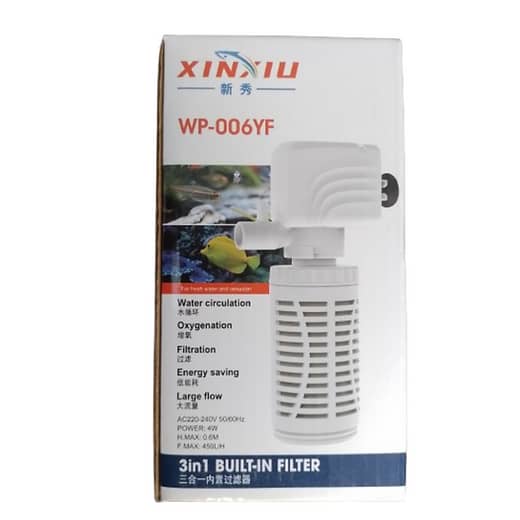 XINXIU
新秀
WP-006YF
For fresh water and seawater
Water circulation
水循环
Oxygenation
增氧
Filtration
过滤
Energy saving
低能耗
Large flow
大流量
AC220-240V 50/60Hz
POWER: 4W
H.MAX: 0.6M
F.MAX: 450L/H
3in1 BUILT-IN FILTER
三合一内置过滤器